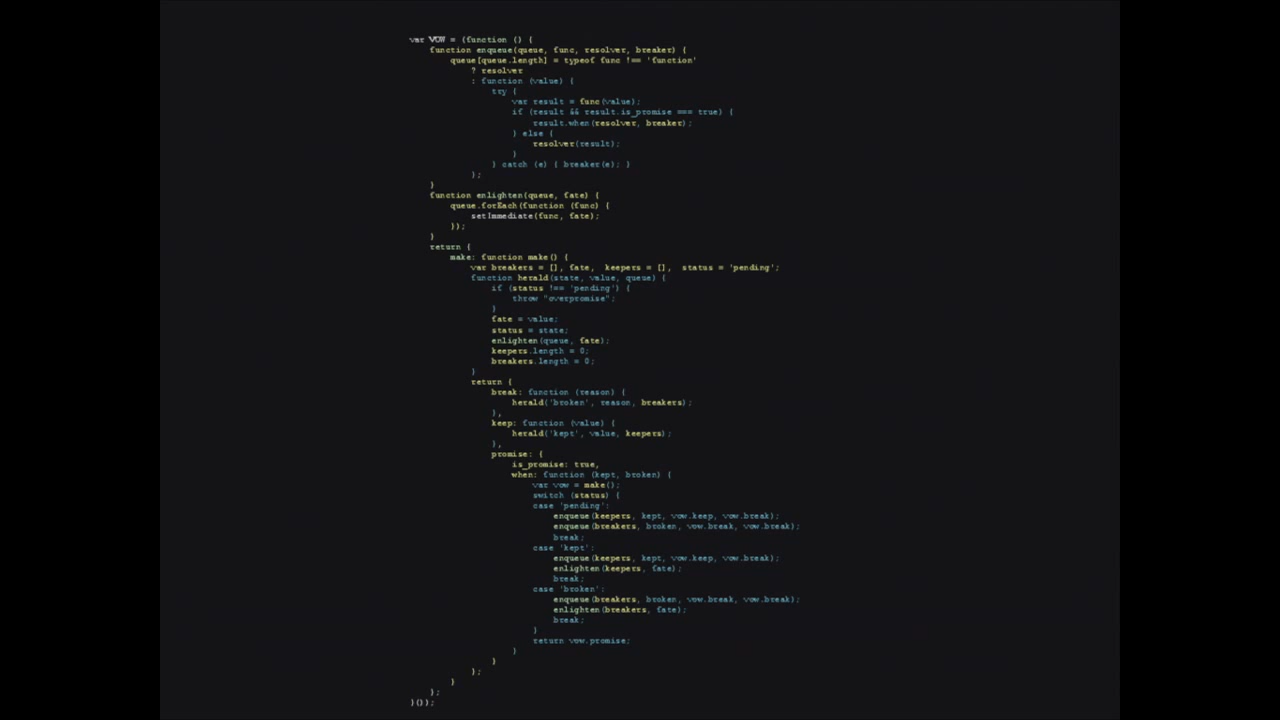 var VOW = (function () {
    function enqueue(queue, func, resolver, breaker) {
        queue[queue.length] = typeof func !== 'function'
            ? resolver
            : function (value) {
                try {
                    var result = func(value);
                    if (result && result.is_promise === true) {
                        result.when(resolver, breaker);
                    } else {
                        resolver(result);
                    }
                } catch (e) { breaker(e); }
            };
    }
    function enlighten(queue, fate) {
        queue.forEach(function (func) {
            setImmediate(func, fate);
        });
    }
    return {
        make: function make() {
            var breakers = [], fate,  keepers = [],  status = 'pending';
            function herald(state, value, queue) {
                if (status !== 'pending') {
                    throw "overpromise";
                }
                fate = value;
                status = state;
                enlighten(queue, fate);
                keepers.length = 0;
                breakers.length = 0;
            }
            return {
                break: function (reason) {
                    herald('broken', reason, breakers);
                },
                keep: function (value) {
                    herald('kept', value, keepers);
                },
                promise: {
                    is_promise: true,
                    when: function (kept, broken) {
                        var vow = make();
                        switch (status) {
                        case 'pending':
                            enqueue(keepers, kept, vow.keep, vow.break);
                            enqueue(breakers, broken, vow.break, vow.break);
                            break;
                        case 'kept':
                            enqueue(keepers, kept, vow.keep, vow.break);
                            enlighten(keepers, fate);
                            break;
                        case 'broken':
                            enqueue(breakers, broken, vow.break, vow.break);
                            enlighten(breakers, fate);
                            break;
                        }
                        return vow.promise;
                    }
                }
            };
        }
    };
}());